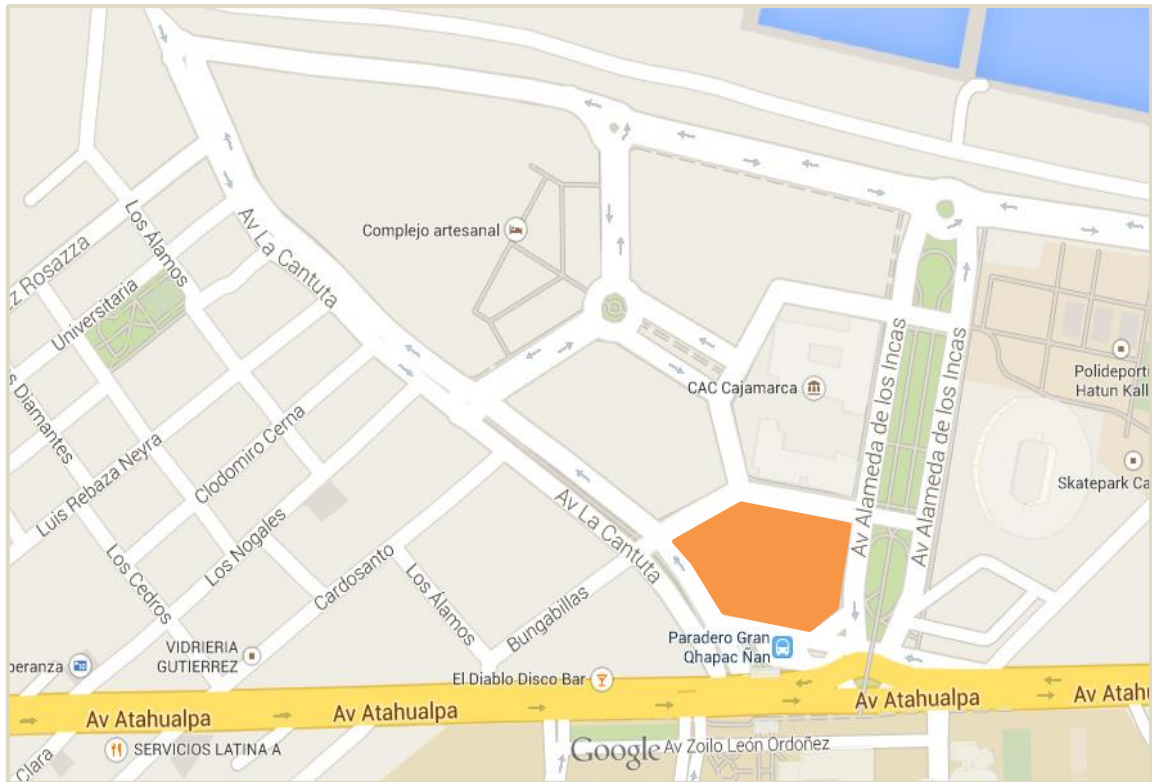 Complejo artesanal
Av La Cantuta
Los Álamos
Rosazza
Universitaria
Av Alameda de los Incas
Av Alameda de los Incas
Polideporti
Hatun Kall
CAC Cajamarca
Diamantes
Clodomiro Cerna
Luis Rebaza Neyra
Skatepark Ca
Av La Cantuta
Los Nogales
Los Cedros
Cardosanto
Los Álamos
Bungabillas
Paradero Gran
Qhapac Ñan
VIDRIERIA
GUTIERREZ
peranza
El Diablo Disco Bar
Av Atahualpa
Av Atahualpa
Av Atahualpa
Av Atahu
Clara
SERVICIOS LATINA A
Google
Av Zoilo León Ordoñez